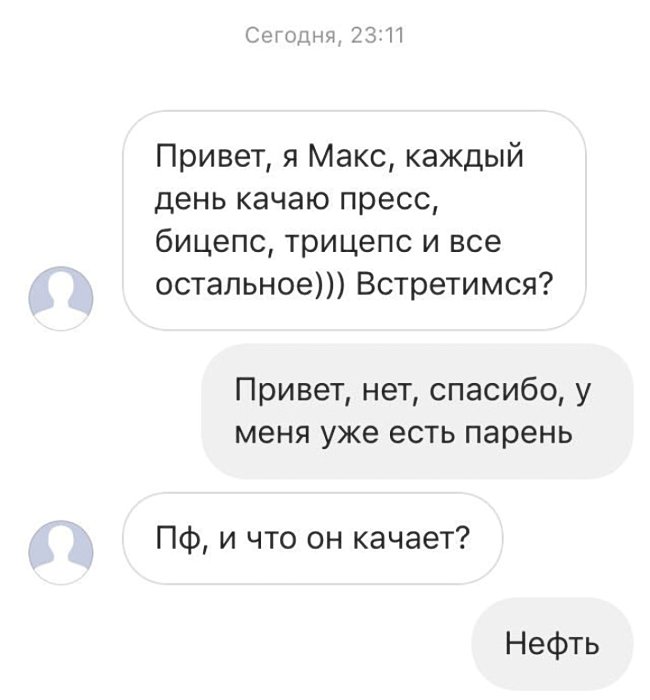 Сегодня, 23:11
Привет, я Макс, каждый
день качаю пресс,
бицепс, трицепс и все
остальное))) Встретимся?
Привет, нет, спасибо, у
меня уже есть парень
Пф, и что он качает?
Нефть